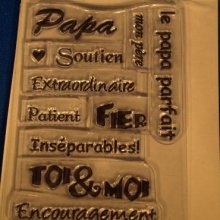 Papa
mon père
le papa parfait
♥ Soutien
Extraordinaire
Patient
FIER
Inséparables!
TOI & MOI
Encouragement